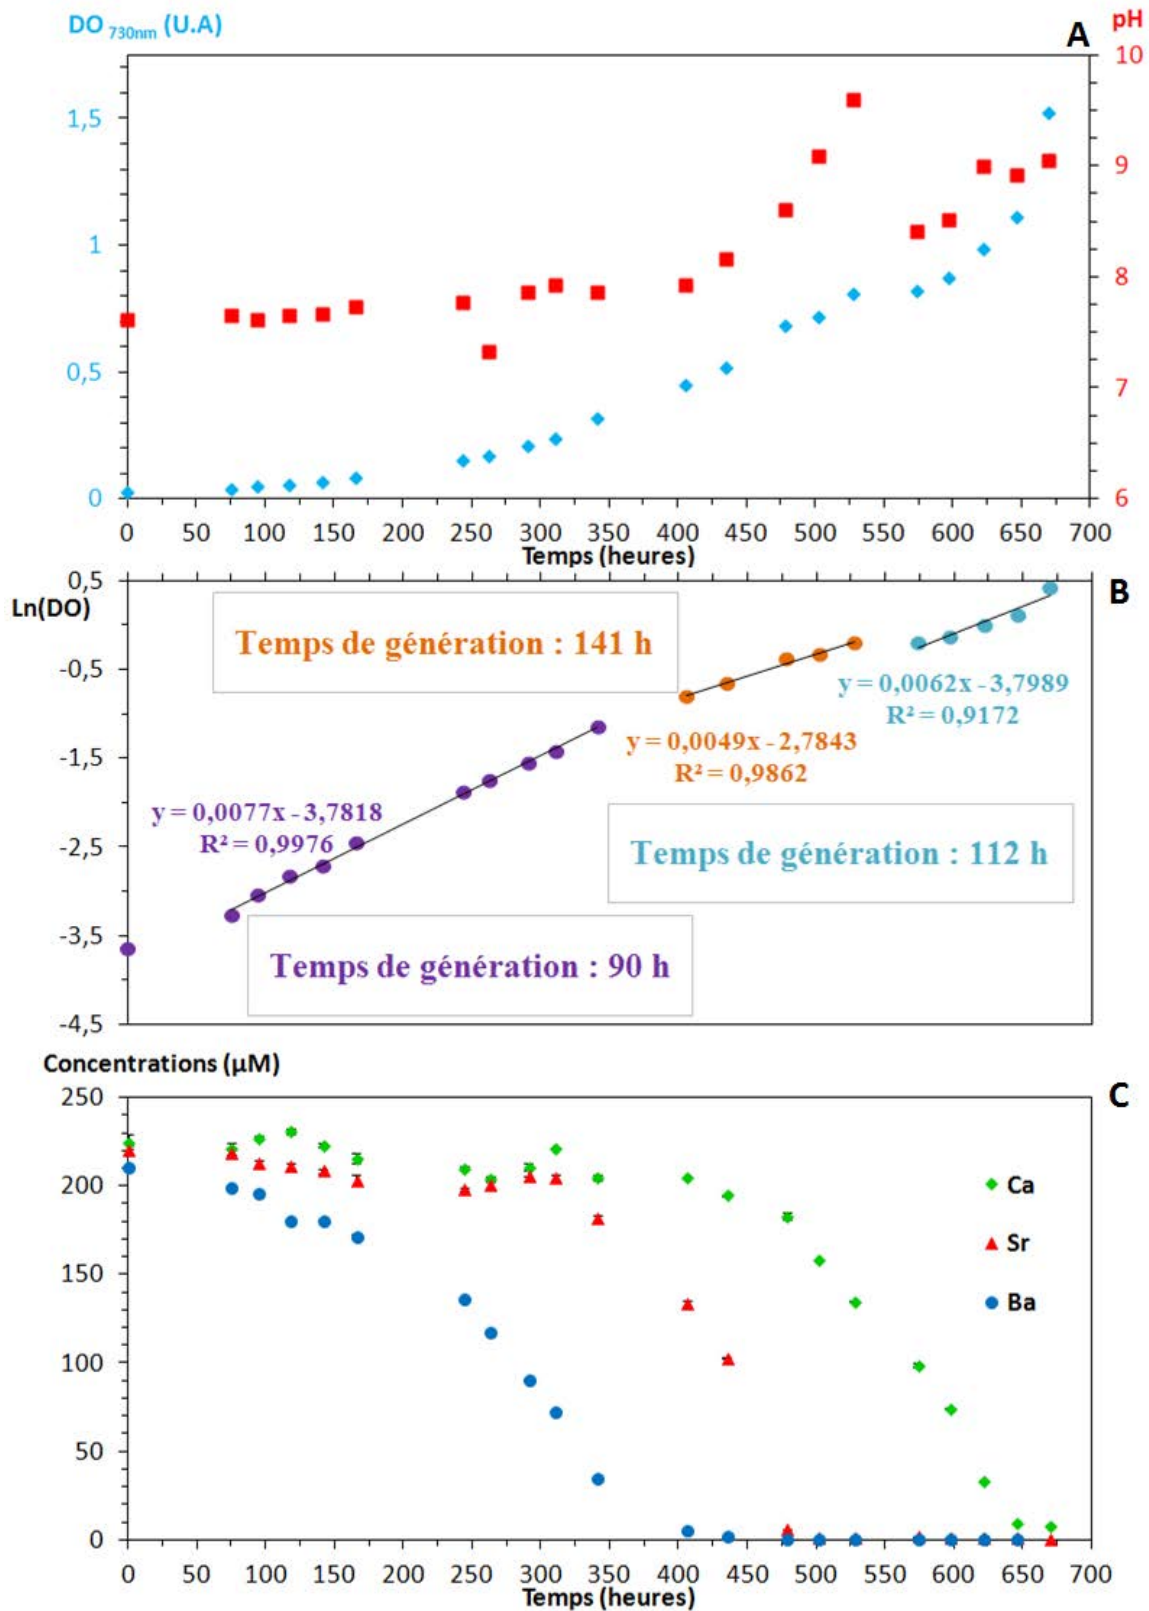 DO 730nm (U.A)
pH
A
10
1,5
9
1
8
0,5
7
0
6
0 50 100 150 200 250 300 350 400 450 500 550 600 650 700
Temps (heures)
0,5
B
Ln(DO)
Temps de génération : 141 h
-0,5
y = 0,0062x - 3,7989
R² = 0,9172
y = 0,0049x - 2,7843
R² = 0,9862
-1,5
y = 0,0077x - 3,7818
R² = 0,9976
-2,5
Temps de génération : 112 h
-3,5
Temps de génération : 90 h
-4,5
Concentrations (µM)
C
250
200
Ca
Sr
150
Ba
100
50
0
0 50 100 150 200 250 300 350 400 450 500 550 600 650 700
Temps (heures)